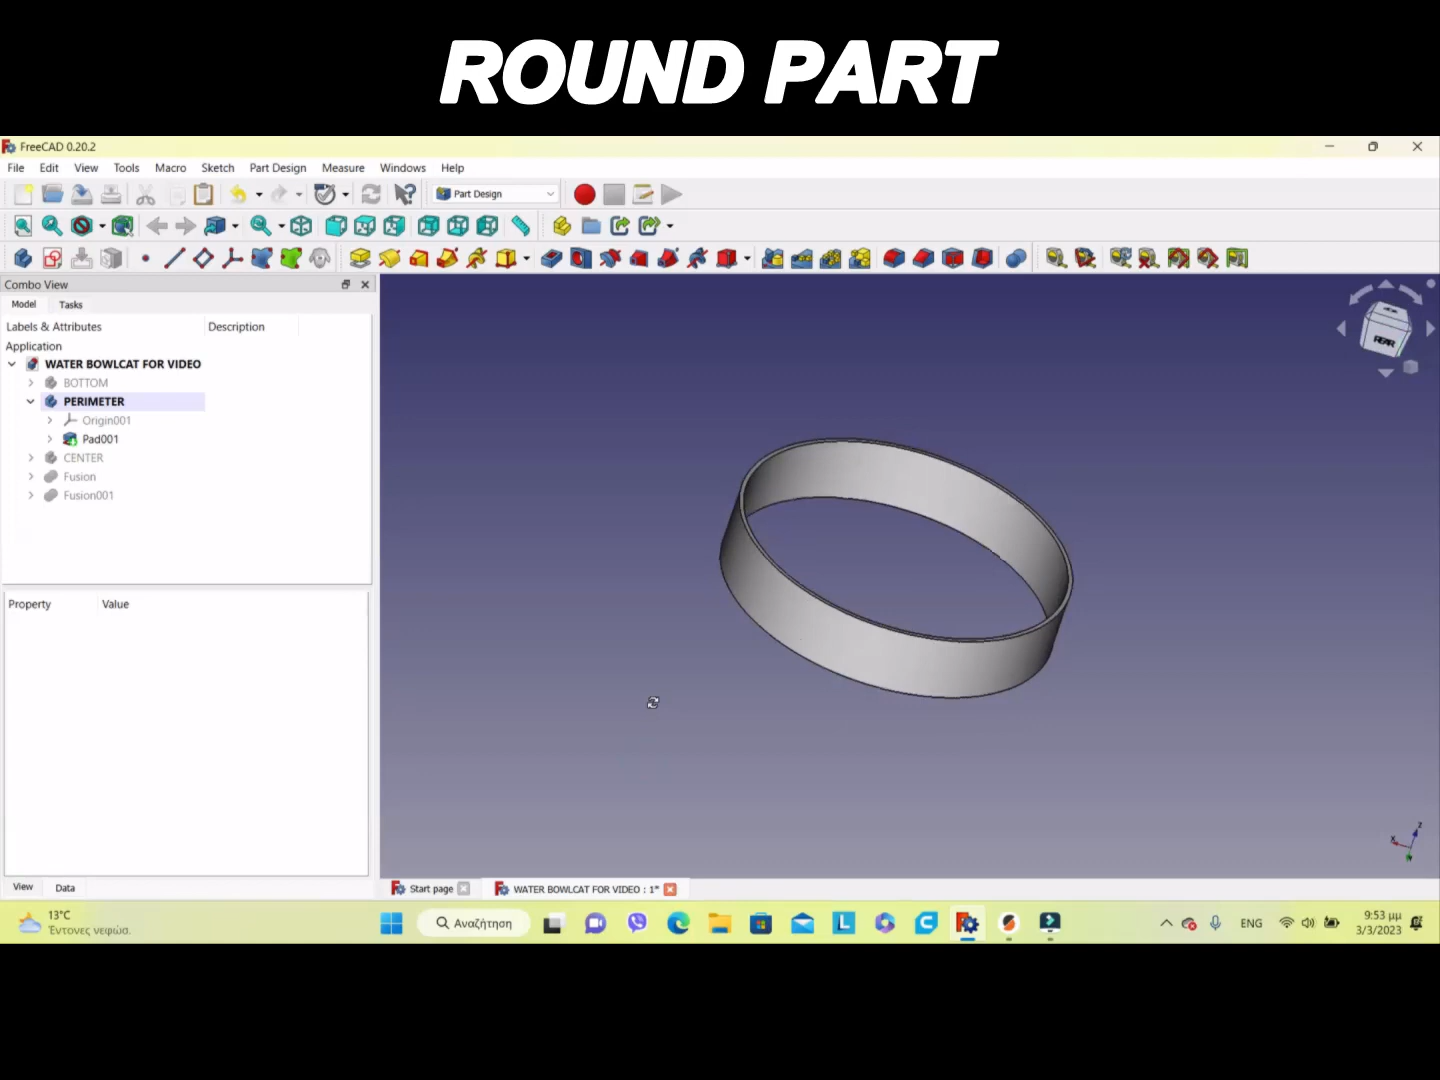 ROUND PART
FreeCAD 0.20.2
File Edit View Tools Macro Sketch Part Design Measure Windows Help
Part Design
Combo View
Model Tasks
Labels & Attributes Description
Application
WATER BOWLCAT FOR VIDEO
BOTTOM
PERIMETER
Origin001
Pad001
CENTER
Fusion
Fusion001
Property Value
REAR
X
Z
View Data
Start page
WATER BOWLCAT FOR VIDEO : 1*
13°C
Έντονες νεφώσ.
Αναζήτηση
ENG
9:53 μμ
3/3/2023